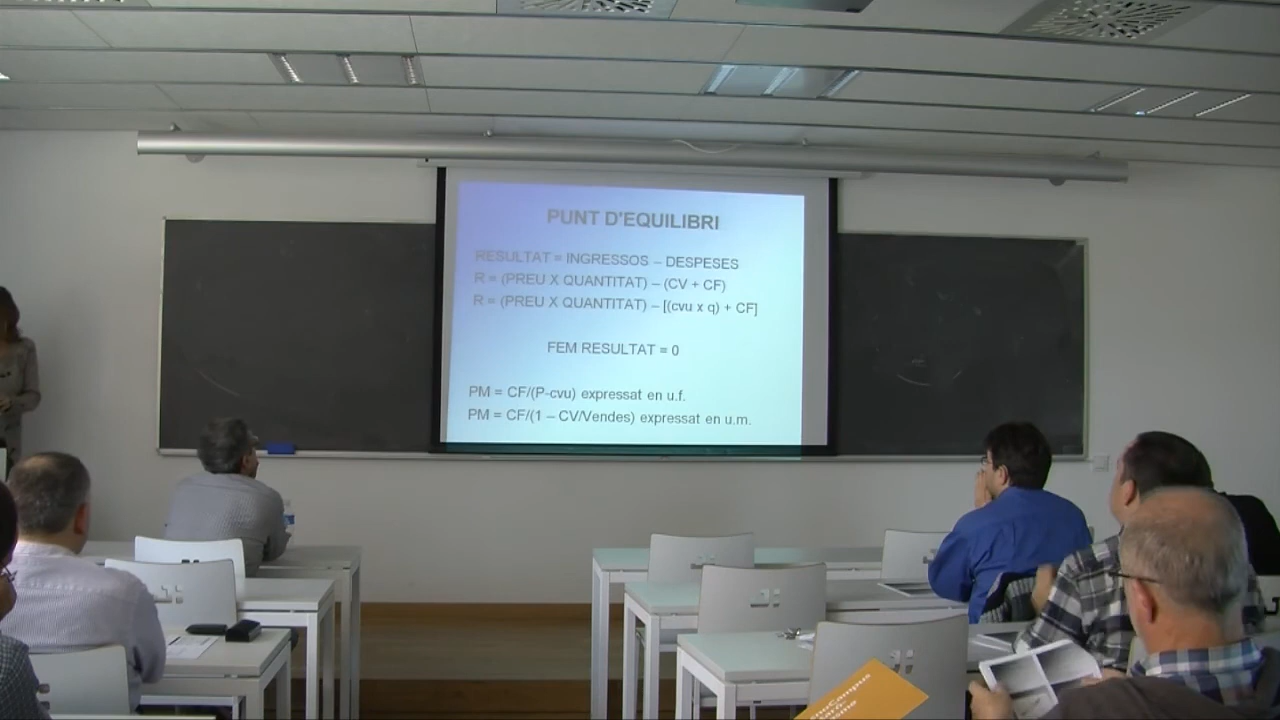 PUNT D'EQUILIBRI
RESULTAT = INGRESSOS – DESPESES
R = (PREU X QUANTITAT) – (CV + CF)
R = (PREU X QUANTITAT) – [(cvu x q) + CF]
FEM RESULTAT = 0
PM = CF/(P-cvu) expressat en u.f.
PM = CF/(1 – CV/Vendes) expressat en u.m.